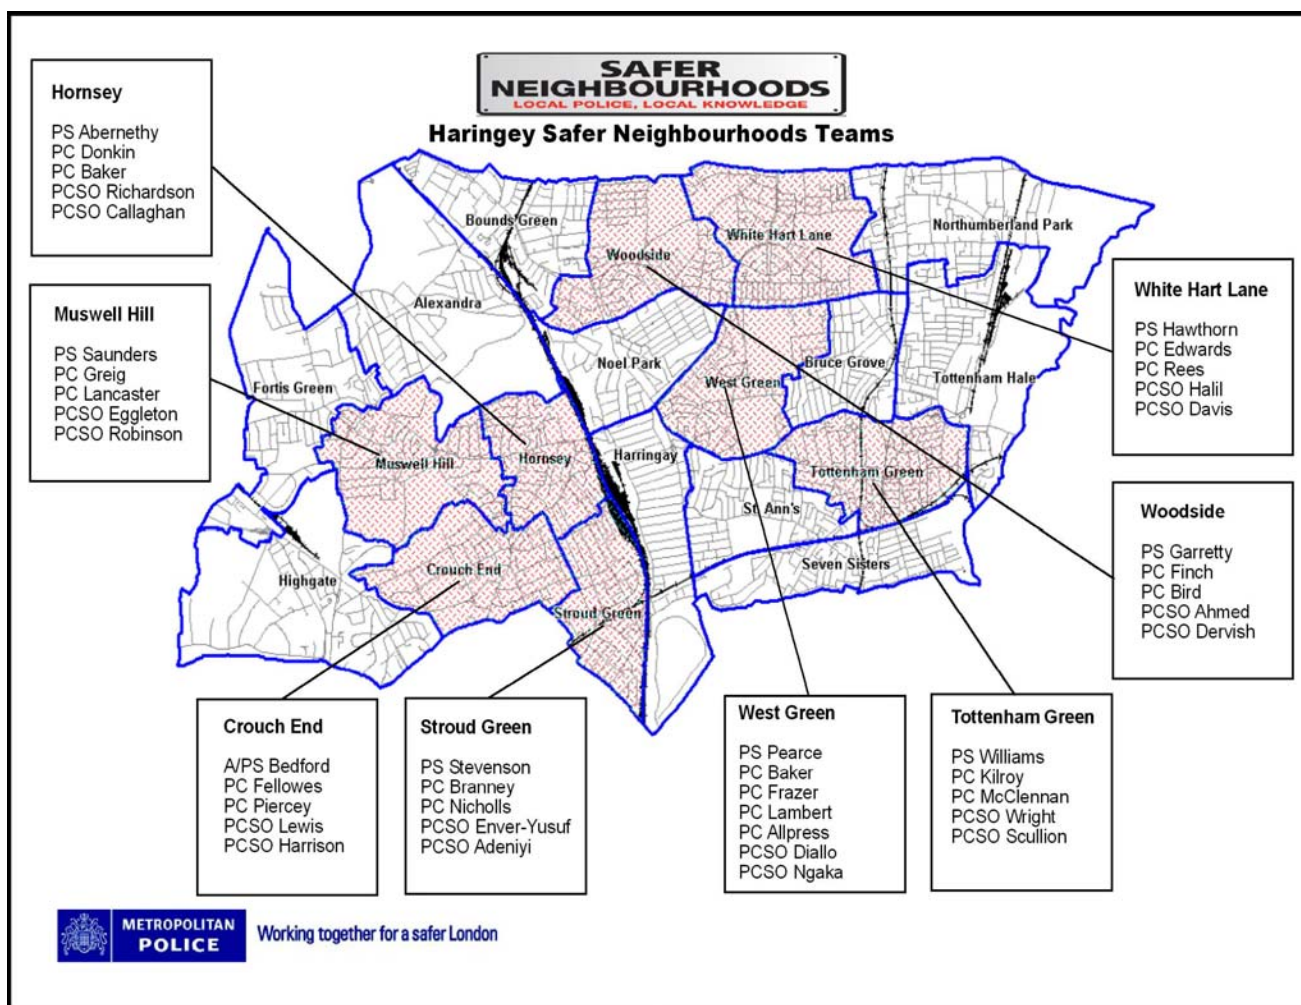 SAFER
NEIGHBOURHOODS
LOCAL POLICE, LOCAL KNOWLEDGE
Haringey Safer Neighbourhoods Teams
Hornsey
PS Abernethy
PC Donkin
PC Baker
PCSO Richardson
PCSO Callaghan
Muswell Hill
PS Saunders
PC Greig
PC Lancaster
PCSO Eggleton
PCSO Robinson
Bounds Green
Woodside
White Hart Lane
Northumberland Park
Alexandra
Noel Park
West Green
Bruce Grove
Tottenham Hale
Fortis Green
Muswell Hill
Hornsey
Harringay
Tottenham Green
St. Ann's
Seven Sisters
Highgate
Crouch End
Stroud Green
White Hart Lane
PS Hawthorn
PC Edwards
PC Rees
PCSO Halil
PCSO Davis
Woodside
PS Garretty
PC Finch
PC Bird
PCSO Ahmed
PCSO Dervish
Crouch End
A/PS Bedford
PC Fellowes
PC Piercey
PCSO Lewis
PCSO Harrison
Stroud Green
PS Stevenson
PC Branney
PC Nicholls
PCSO Enver-Yusuf
PCSO Adeniyi
West Green
PS Pearce
PC Baker
PC Frazer
PC Lambert
PC Allpress
PCSO Diallo
PCSO Ngaka
Tottenham Green
PS Williams
PC Kilroy
PC McClennan
PCSO Wright
PCSO Scullion
METROPOLITAN
POLICE
Working together for a safer London